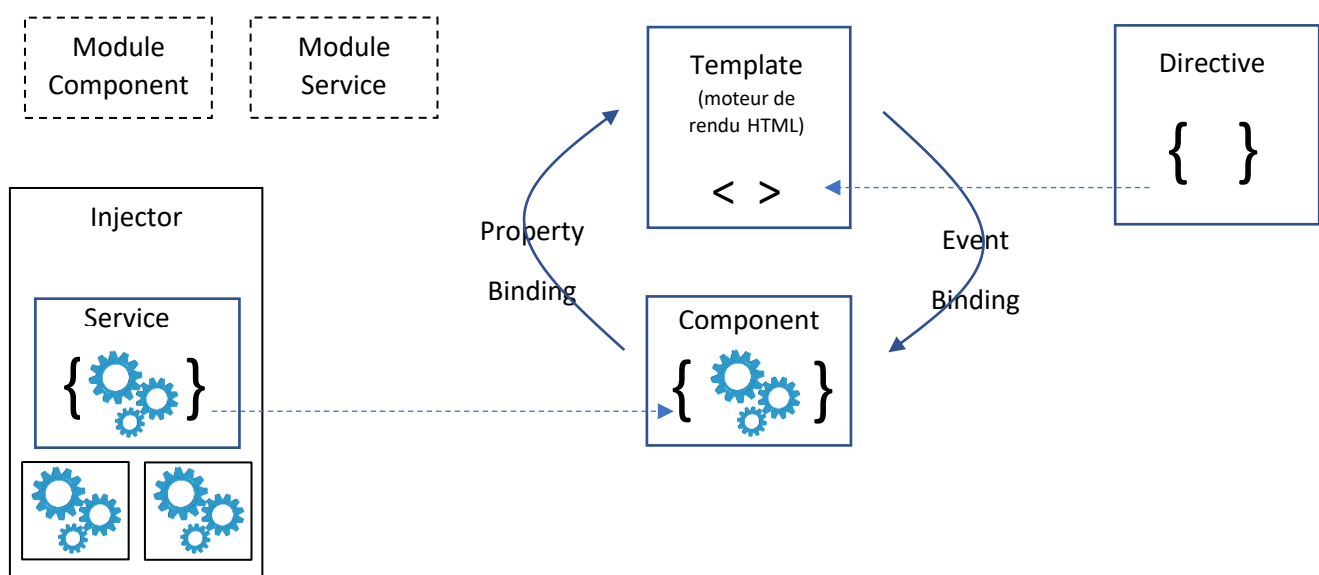 Module
Component
Module
Service
Template
(moteur de
rendu HTML)
< >
Directive
{ }
Injector
Service
{ }
Property
Binding
Event
Binding
Component
{ }